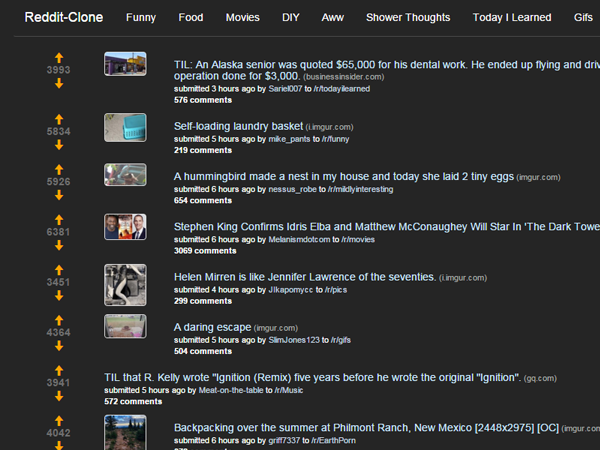 Reddit-Clone Funny Food Movies DIY Aww Shower Thoughts Today I Learned Gifs
3993
TIL: An Alaska senior was quoted $65,000 for his dental work. He ended up flying and
operation done for $3,000. (businessinsider.com)
submitted 3 hours ago by Sariel007 to /r/todayilearned
576 comments
5834
Self-loading laundry basket (i.imgur.com)
submitted 5 hours ago by mike_pants to /r/funny
219 comments
5926
A hummingbird made a nest in my house and today she laid 2 tiny eggs (imgur.com)
submitted 6 hours ago by nessus_robe to /r/mildlyinteresting
654 comments
6381
Stephen King Confirms Idris Elba and Matthew McConaughey Will Star In 'The Dark
submitted 6 hours ago by Melanismdotcom to /r/movies
3069 comments
3451
Helen Mirren is like Jennifer Lawrence of the seventies. (i.imgur.com)
submitted 4 hours ago by JIkapomycc to /r/pics
299 comments
4364
A daring escape (imgur.com)
submitted 5 hours ago by SlimJones123 to /r/gifs
504 comments
3941
TIL that R. Kelly wrote "Ignition (Remix) five years before he wrote the original "Ignition". (gq.com)
submitted 5 hours ago by Meat-on-the-table to /r/Music
572 comments
4042
Backpacking over the summer at Philmont Ranch, New Mexico [2448x2975] [OC]
submitted 6 hours ago by griff7337 to /r/EarthPorn